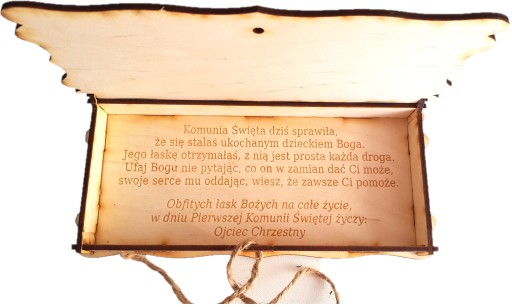 Komunia Święta dziś sprawiła,
że się stałaś ukochanym dzieckiem Boga.
Jego łaskę otrzymałaś, z nią jest prosta każda droga.
Ufaj Bogu nie pytając, co on w zamian dać Ci może,
swoje serce mu oddając, wiesz, że zawsze Ci pomoże.
Obfitych łask Bożych na całe życie,
w dniu Pierwszej Komunii Świętej życzy:
Ojciec Chrzestny